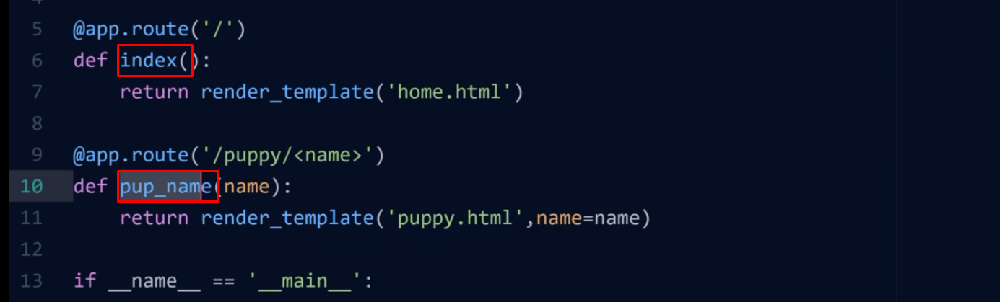 5 @app.route('/')
6 def index():
7     return render_template('home.html')
8
9 @app.route('/puppy/<name>')
10 def pup_name(name):
11     return render_template('puppy.html',name=name)
12
13 if __name__ == '__main__':